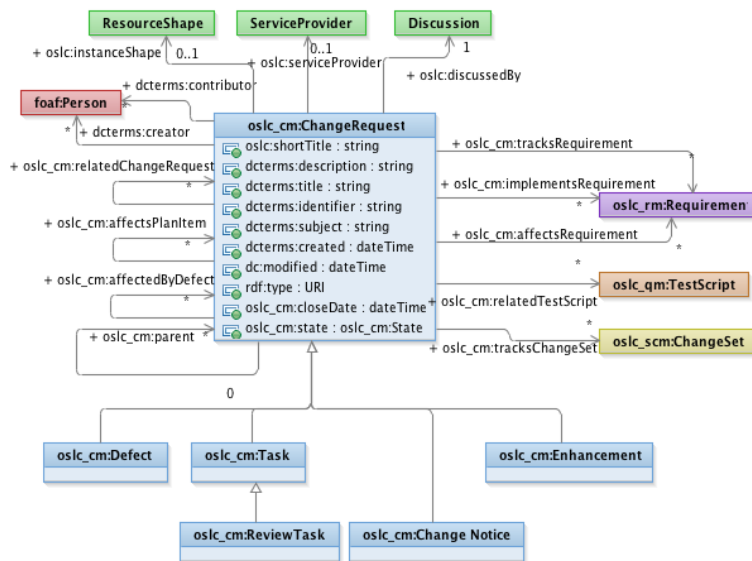 ResourceShape
ServiceProvider
Discussion
+ oslc:instanceShape
0..1
0..1
+ oslc:serviceProvider
1
+ oslc:discussedBy
foaf:Person
+ dcterms:contributor
*
* + dcterms:creator
oslc_cm:ChangeRequest
oslc:shortTitle : string
dcterms:description : string
dcterms:title : string
dcterms:identifier : string
dcterms:subject : string
dcterms:created : dateTime
dc:modified : dateTime
rdf:type : URI
oslc_cm:closeDate : dateTime
oslc_cm:state : oslc_cm:State
+ oslc_cm:relatedChangeRequest
*
+ oslc_cm:affectsPlanItem
*
+ oslc_cm:affectedByDefect
*
+ oslc_cm:parent
*
0
+ oslc_cm:tracksRequirement
*
+ oslc_cm:implementsRequirement
*
oslc_rm:Requirement
+ oslc_cm:affectsRequirement
*
*
oslc_qm:TestScript
+ oslc_cm:relatedTestScript
*
oslc_scm:ChangeSet
+ oslc_cm:tracksChangeSet
oslc_cm:Defect
oslc_cm:Task
oslc_cm:Enhancement
oslc_cm:ReviewTask
oslc_cm:Change Notice